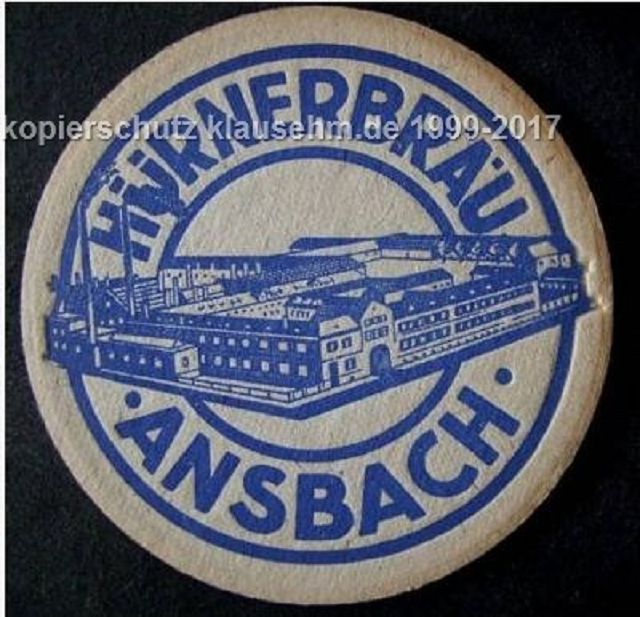 HÜRNERBRÄU
kopierschutz klausehm.de 1999-2017
· ANSBACH ·